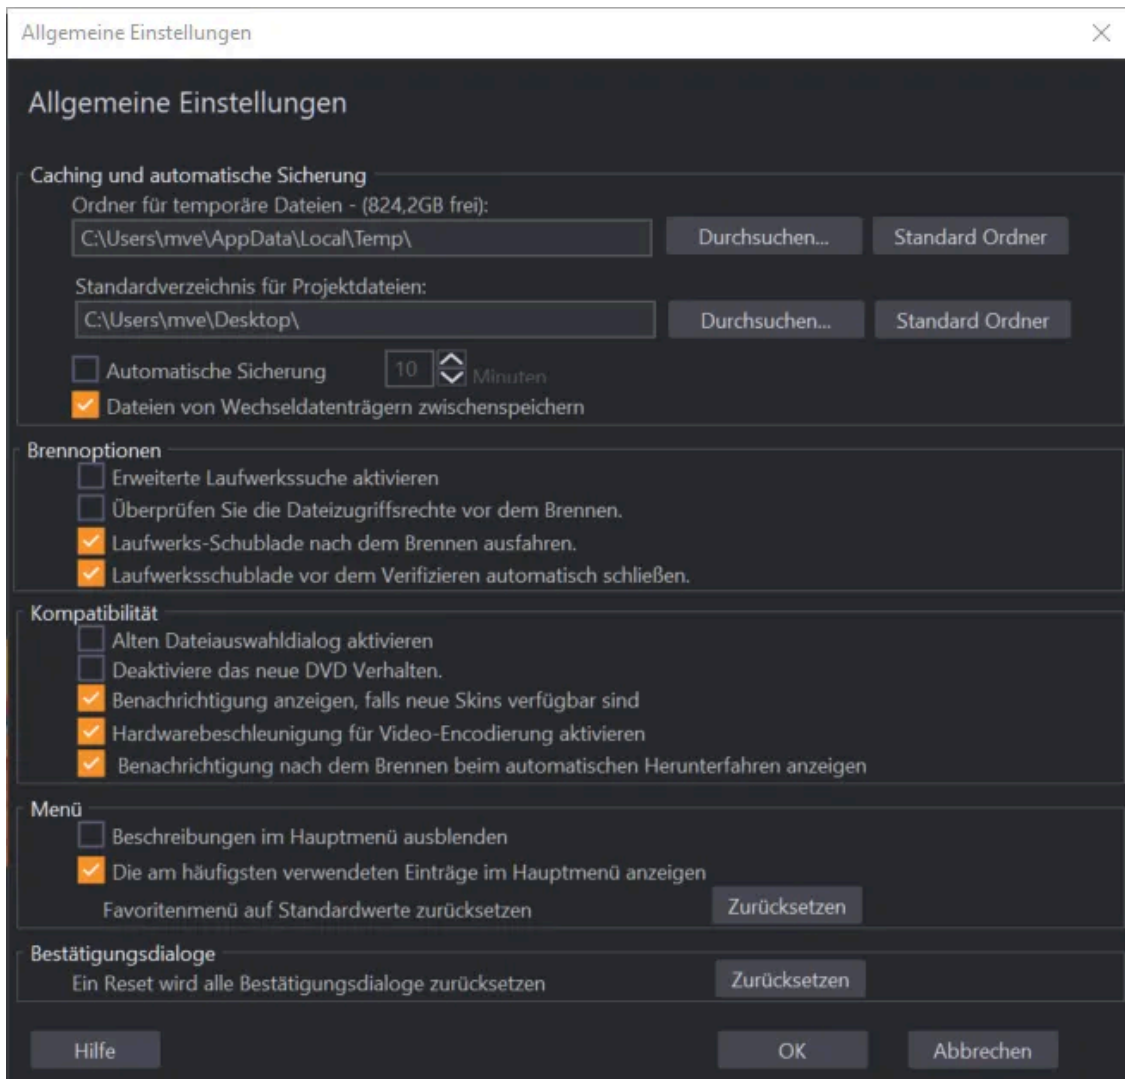 Allgemeine Einstellungen
Allgemeine Einstellungen
Caching und automatische Sicherung
Ordner für temporäre Dateien - (824,2GB frei):
C:\Users\mve\AppData\Local\Temp\ Durchsuchen... Standard Ordner
Standardverzeichnis für Projektdateien:
C:\Users\mve\Desktop\ Durchsuchen... Standard Ordner
Automatische Sicherung 10 Minuten
Dateien von Wechseldatenträgern zwischenspeichern
Brennoptionen
Erweiterte Laufwerkssuche aktivieren
Überprüfen Sie die Dateizugriffsrechte vor dem Brennen.
Laufwerks-Schublade nach dem Brennen ausfahren.
Laufwerksschublade vor dem Verifizieren automatisch schließen.
Kompatibilität
Alten Dateiauswahldialog aktivieren
Deaktiviere das neue DVD Verhalten.
Benachrichtigung anzeigen, falls neue Skins verfügbar sind
Hardwarebeschleunigung für Video-Encodierung aktivieren
Benachrichtigung nach dem Brennen beim automatischen Herunterfahren anzeigen
Menü
Beschreibungen im Hauptmenü ausblenden
Die am häufigsten verwendeten Einträge im Hauptmenü anzeigen
Favoritenmenü auf Standardwerte zurücksetzen Zurücksetzen
Bestätigungsdialoge
Ein Reset wird alle Bestätigungsdialoge zurücksetzen Zurücksetzen
Hilfe OK Abbrechen